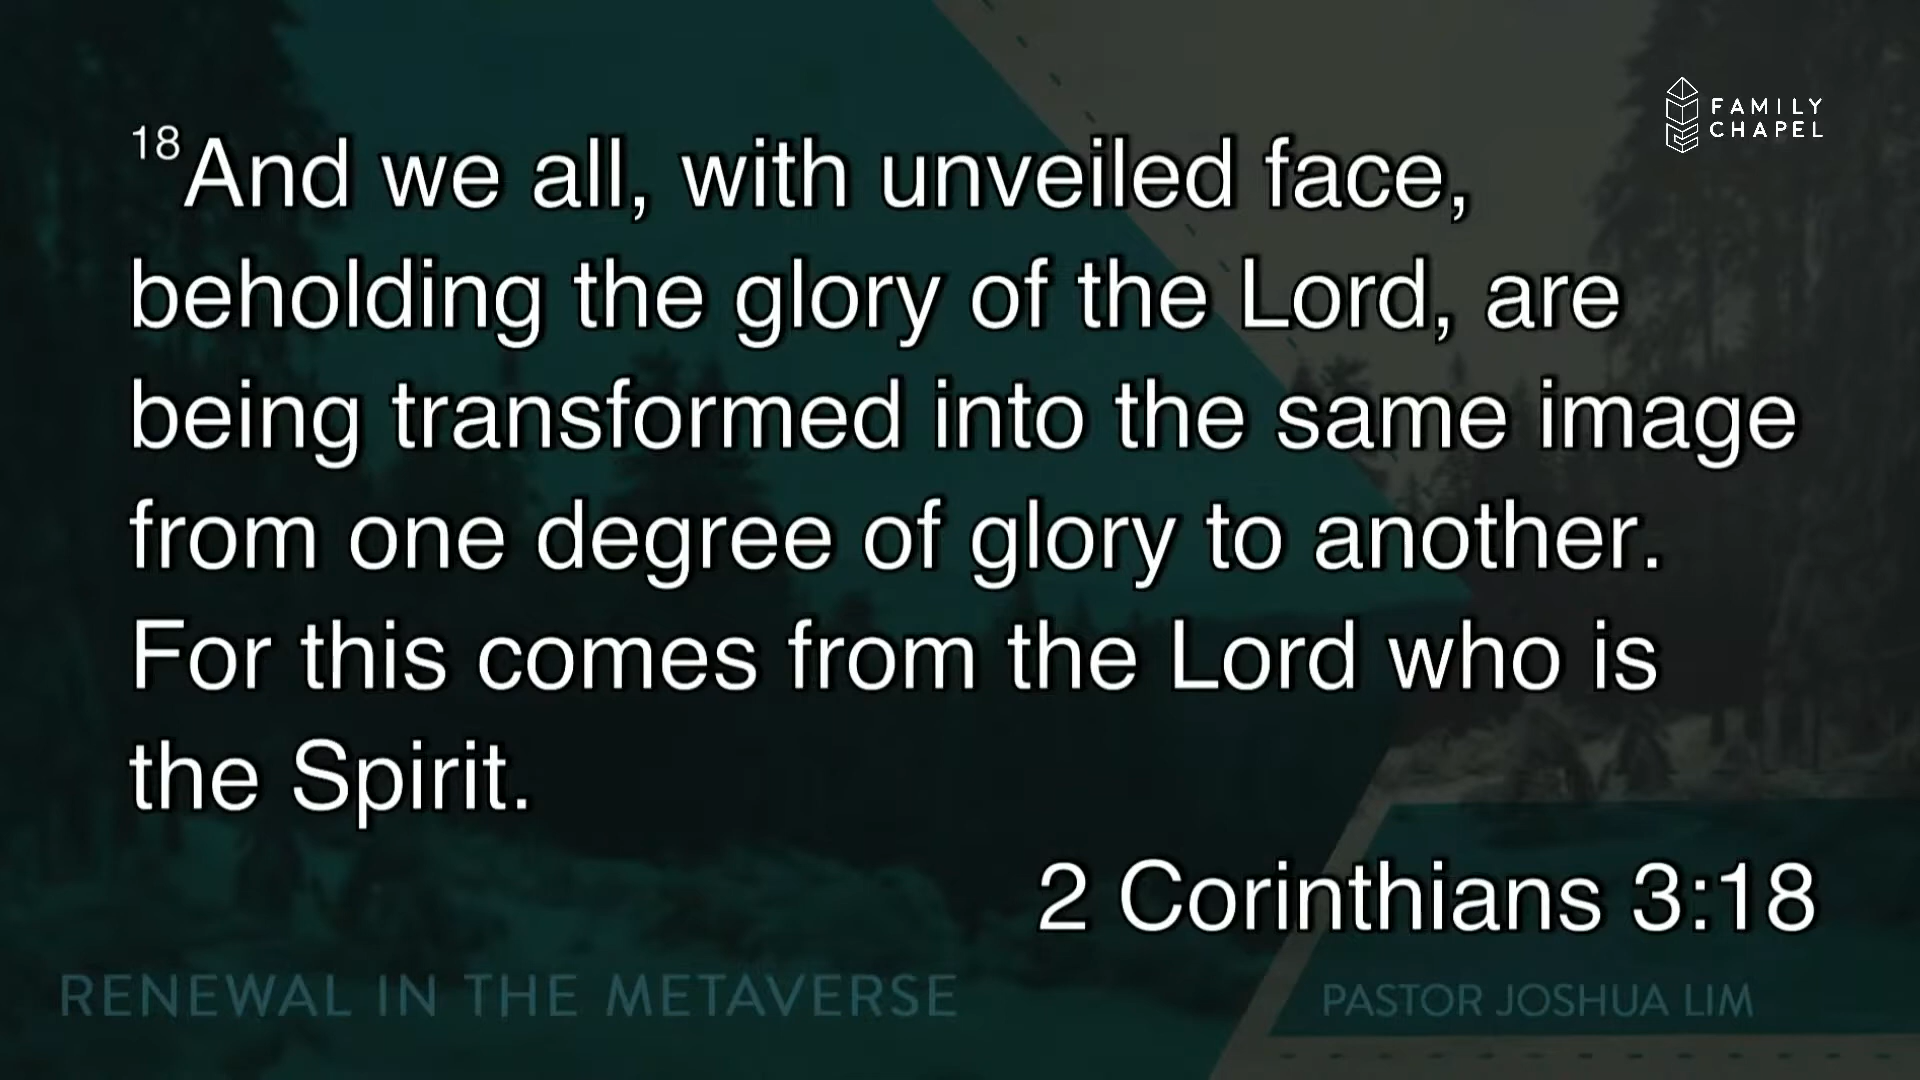 FAMILY
CHAPEL
18And we all, with unveiled face,
beholding the glory of the Lord, are
being transformed into the same image
from one degree of glory to another.
For this comes from the Lord who is
the Spirit.
2 Corinthians 3:18
RENEWAL IN THE METAVERSE
PASTOR JOSHUA LIM